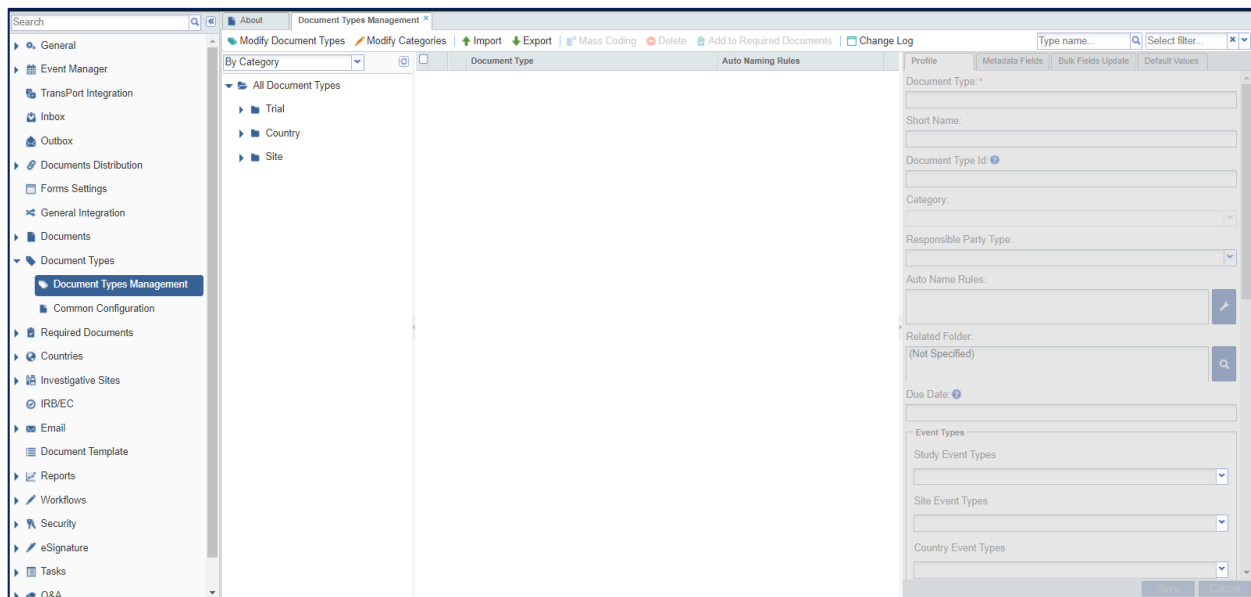 Search
About
Document Types Management
Modify Document Types
Modify Categories
Import
Export
Mass Coding
Delete
Add to Required Documents
Change Log
Type name...
Select filter...
General
Event Manager
TransPort Integration
Inbox
Outbox
Documents Distribution
Forms Settings
General Integration
Documents
Document Types
Document Types Management
Common Configuration
Required Documents
Countries
Investigative Sites
IRB/EC
Email
Document Template
Reports
Workflows
Security
eSignature
Tasks
Q&A
By Category
All Document Types
Trial
Country
Site
Document Type
Auto Naming Rules
Profile
Metadata Fields
Bulk Fields Update
Default Values
Document Type: *
Short Name:
Document Type Id:
Category:
Responsible Party Type:
Auto Name Rules:
Related Folder:
(Not Specified)
Due Date:
Event Types
Study Event Types
Site Event Types
Country Event Types
Save
Cancel